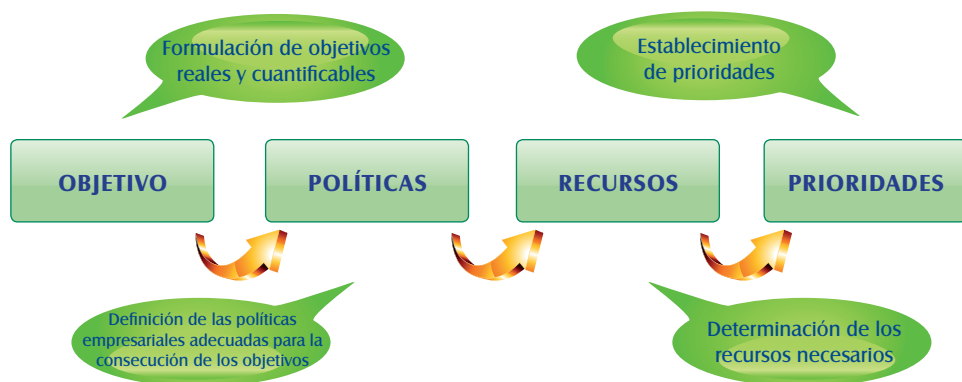 Formulación de objetivos
reales y cuantificables
Establecimiento
de prioridades
OBJETIVO
POLÍTICAS
RECURSOS
PRIORIDADES
Definición de las políticas
empresariales adecuadas para la
consecución de los objetivos
Determinación de los
recursos necesarios